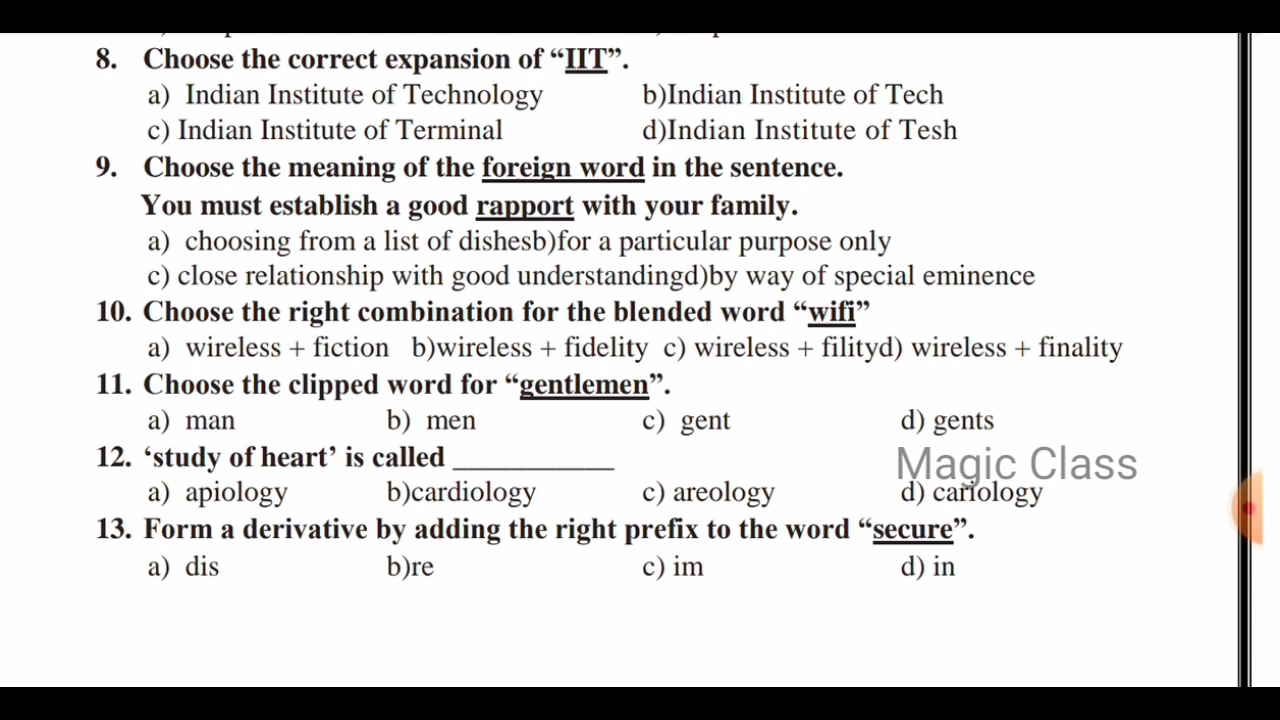 8. Choose the correct expansion of “IIT”.
a) Indian Institute of Technology b)Indian Institute of Tech
c) Indian Institute of Terminal d)Indian Institute of Tesh
9. Choose the meaning of the foreign word in the sentence.
You must establish a good rapport with your family.
a) choosing from a list of dishesb)for a particular purpose only
c) close relationship with good understandingd)by way of special eminence
10. Choose the right combination for the blended word “wifi”
a) wireless + fiction b)wireless + fidelity c) wireless + filityd) wireless + finality
11. Choose the clipped word for “gentlemen”.
a) man b) men c) gent d) gents
12. ‘study of heart’ is called ___________
Magic Class
a) apiology b)cardiology c) areology d) cariology
13. Form a derivative by adding the right prefix to the word “secure”.
a) dis b)re c) im d) in